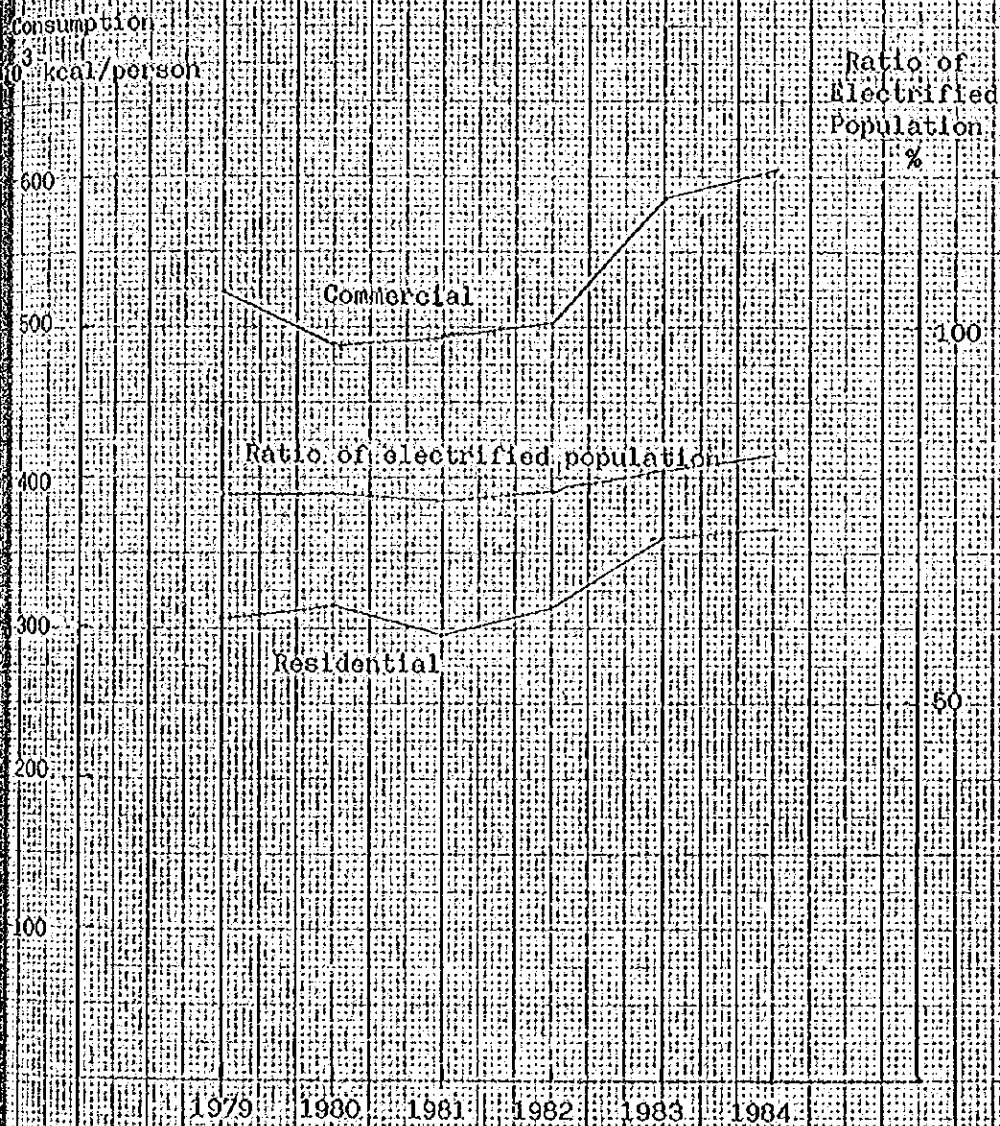 Consumption
10³ kcal/person
Ratio of
Electrified
Population
%
600
Commercial
500
100
Ratio of electrified population
400
300
Residential
50
200
100
1979 1980 1981 1982 1983 1984